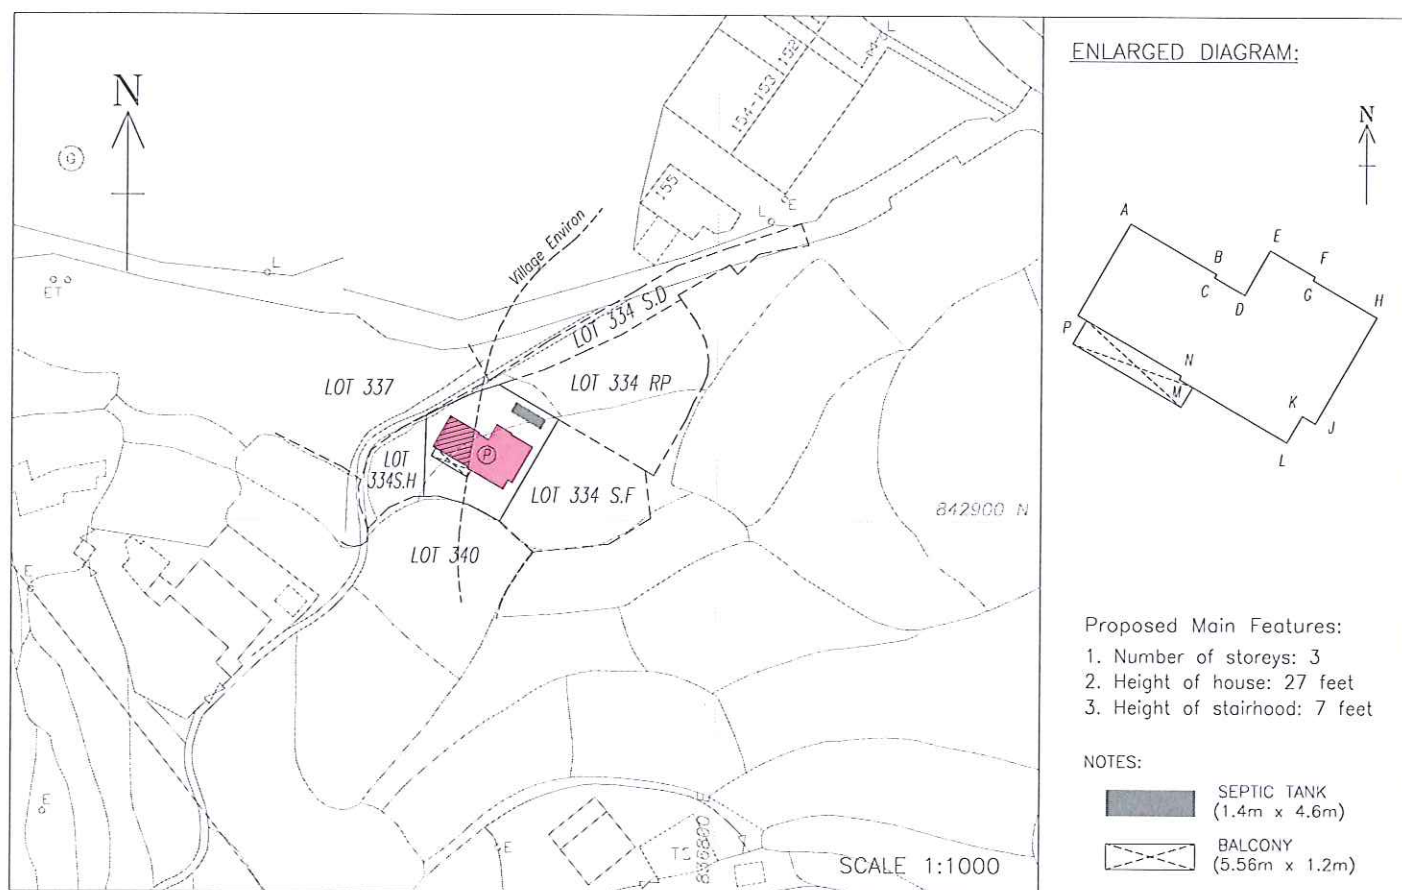 N
G
L
ET
Village Environ
155
154-153
152
L
L
E
LOT 334 S.D
LOT 337
LOT 334 RP
LOT
334S.H
P
LOT 334 S.F
LOT 340
842900 N
E
E
E
TS
SCALE 1:1000
ENLARGED DIAGRAM:
N
A
B
C
D
E
F
G
H
P
N
M
K
J
L
Proposed Main Features:
1. Number of storeys: 3
2. Height of house: 27 feet
3. Height of stairhood: 7 feet
NOTES:
SEPTIC TANK
(1.4m x 4.6m)
BALCONY
(5.56m x 1.2m)